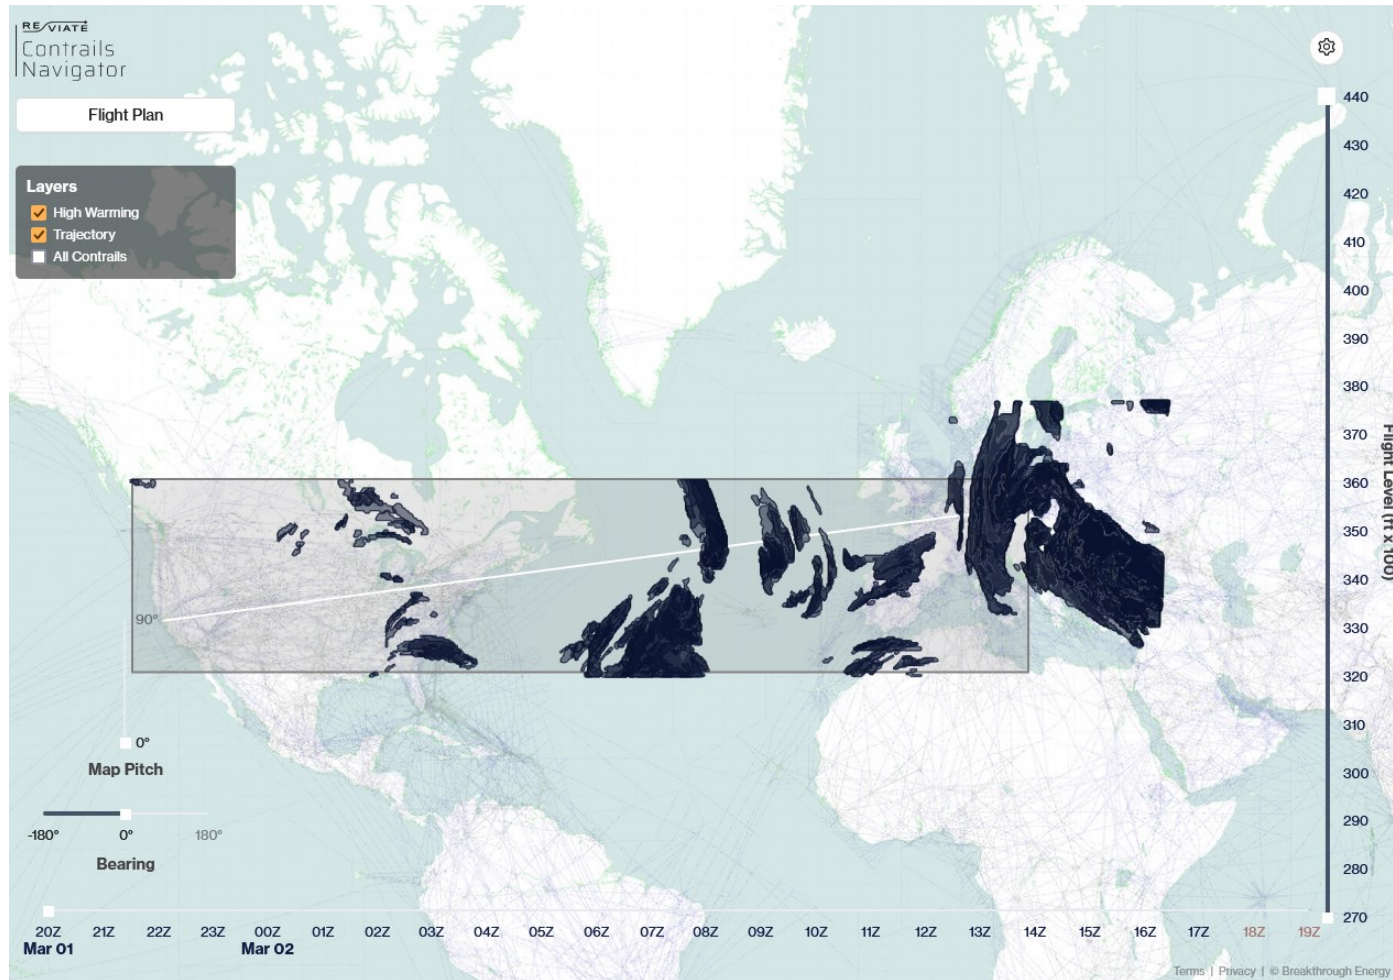 RE/VIATE
Contrails
Navigator
Flight Plan
Layers
High Warming
Trajectory
All Contrails
440
430
420
410
400
390
380
370
360
350
340
330
320
310
300
290
280
270
Flight Level (ft x 100)
90°
0°
Map Pitch
-180°
0°
180°
Bearing
20Z 21Z 22Z 23Z 00Z 01Z 02Z 03Z 04Z 05Z 06Z 07Z 08Z 09Z 10Z 11Z 12Z 13Z 14Z 15Z 16Z 17Z 18Z 19Z
Mar 01 Mar 02
Terms | Privacy | © Breakthrough Energy